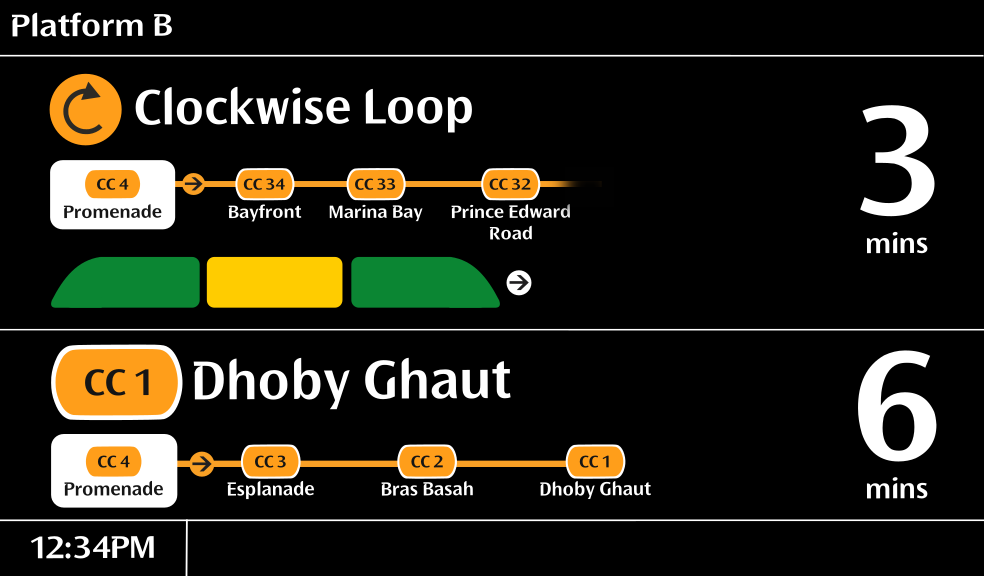 Platform B
Clockwise Loop
3
mins
CC 4
CC 34
CC 33
CC 32
Promenade
Bayfront
Marina Bay
Prince Edward
Road
CC 1
Dhoby Ghaut
6
mins
CC 4
CC 3
CC 2
CC 1
Promenade
Esplanade
Bras Basah
Dhoby Ghaut
12:34PM